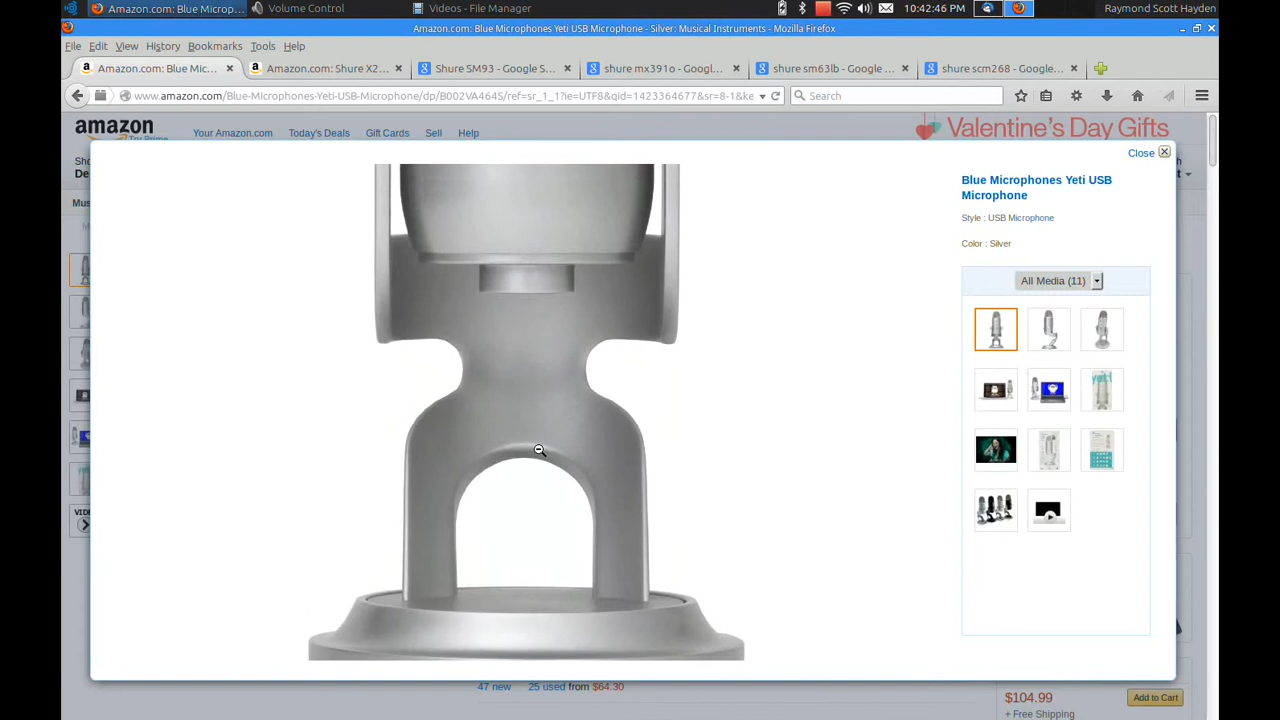 Amazon.com: Blue Microp...
Volume Control
Videos - File Manager
10:42:46 PM
Raymond Scott Hayden
Amazon.com: Blue Microphones Yeti USB Microphone - Silver: Musical Instruments - Mozilla Firefox
File Edit View History Bookmarks Tools Help
Amazon.com: Blue Mic...
Amazon.com: Shure X2...
Shure SM93 - Google S...
shure mx391o - Googl...
shure sm63lb - Google ...
shure scm268 - Google...
www.amazon.com/Blue-Microphones-Yeti-USB-Microphone/dp/B002VA464S/ref=sr_1_1?ie=UTF8&qid=1423364677&sr=8-1&ke
Search
amazon
Try Prime
Your Amazon.com
Today's Deals
Gift Cards
Sell
Help
Valentine's Day Gifts
Close
Sho
De
t
Mus
M
Blue Microphones Yeti USB
Microphone
Style : USB Microphone
Color : Silver
All Media (11)
VIDE
47 new
25 used from $64.30
$104.99
Add to Cart
+ Free Shipping